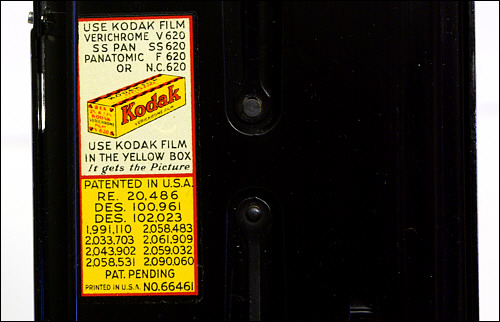 USE KODAK FILM
VERICHROME V 620
SS PAN SS 620
PANATOMIC F 620
OR N.C. 620
Kodak
VERICHROME FILM
USE KODAK FILM
IN THE YELLOW BOX
It gets the Picture
PATENTED IN U.S.A.
RE. 20,486
DES. 100,961
DES. 102,023
1,991,110 2,058,483
2,033,703 2,061,909
2,043,902 2,059,032
2,058,531 2,090,060
PAT. PENDING
PRINTED IN U.S.A. NO. 66461